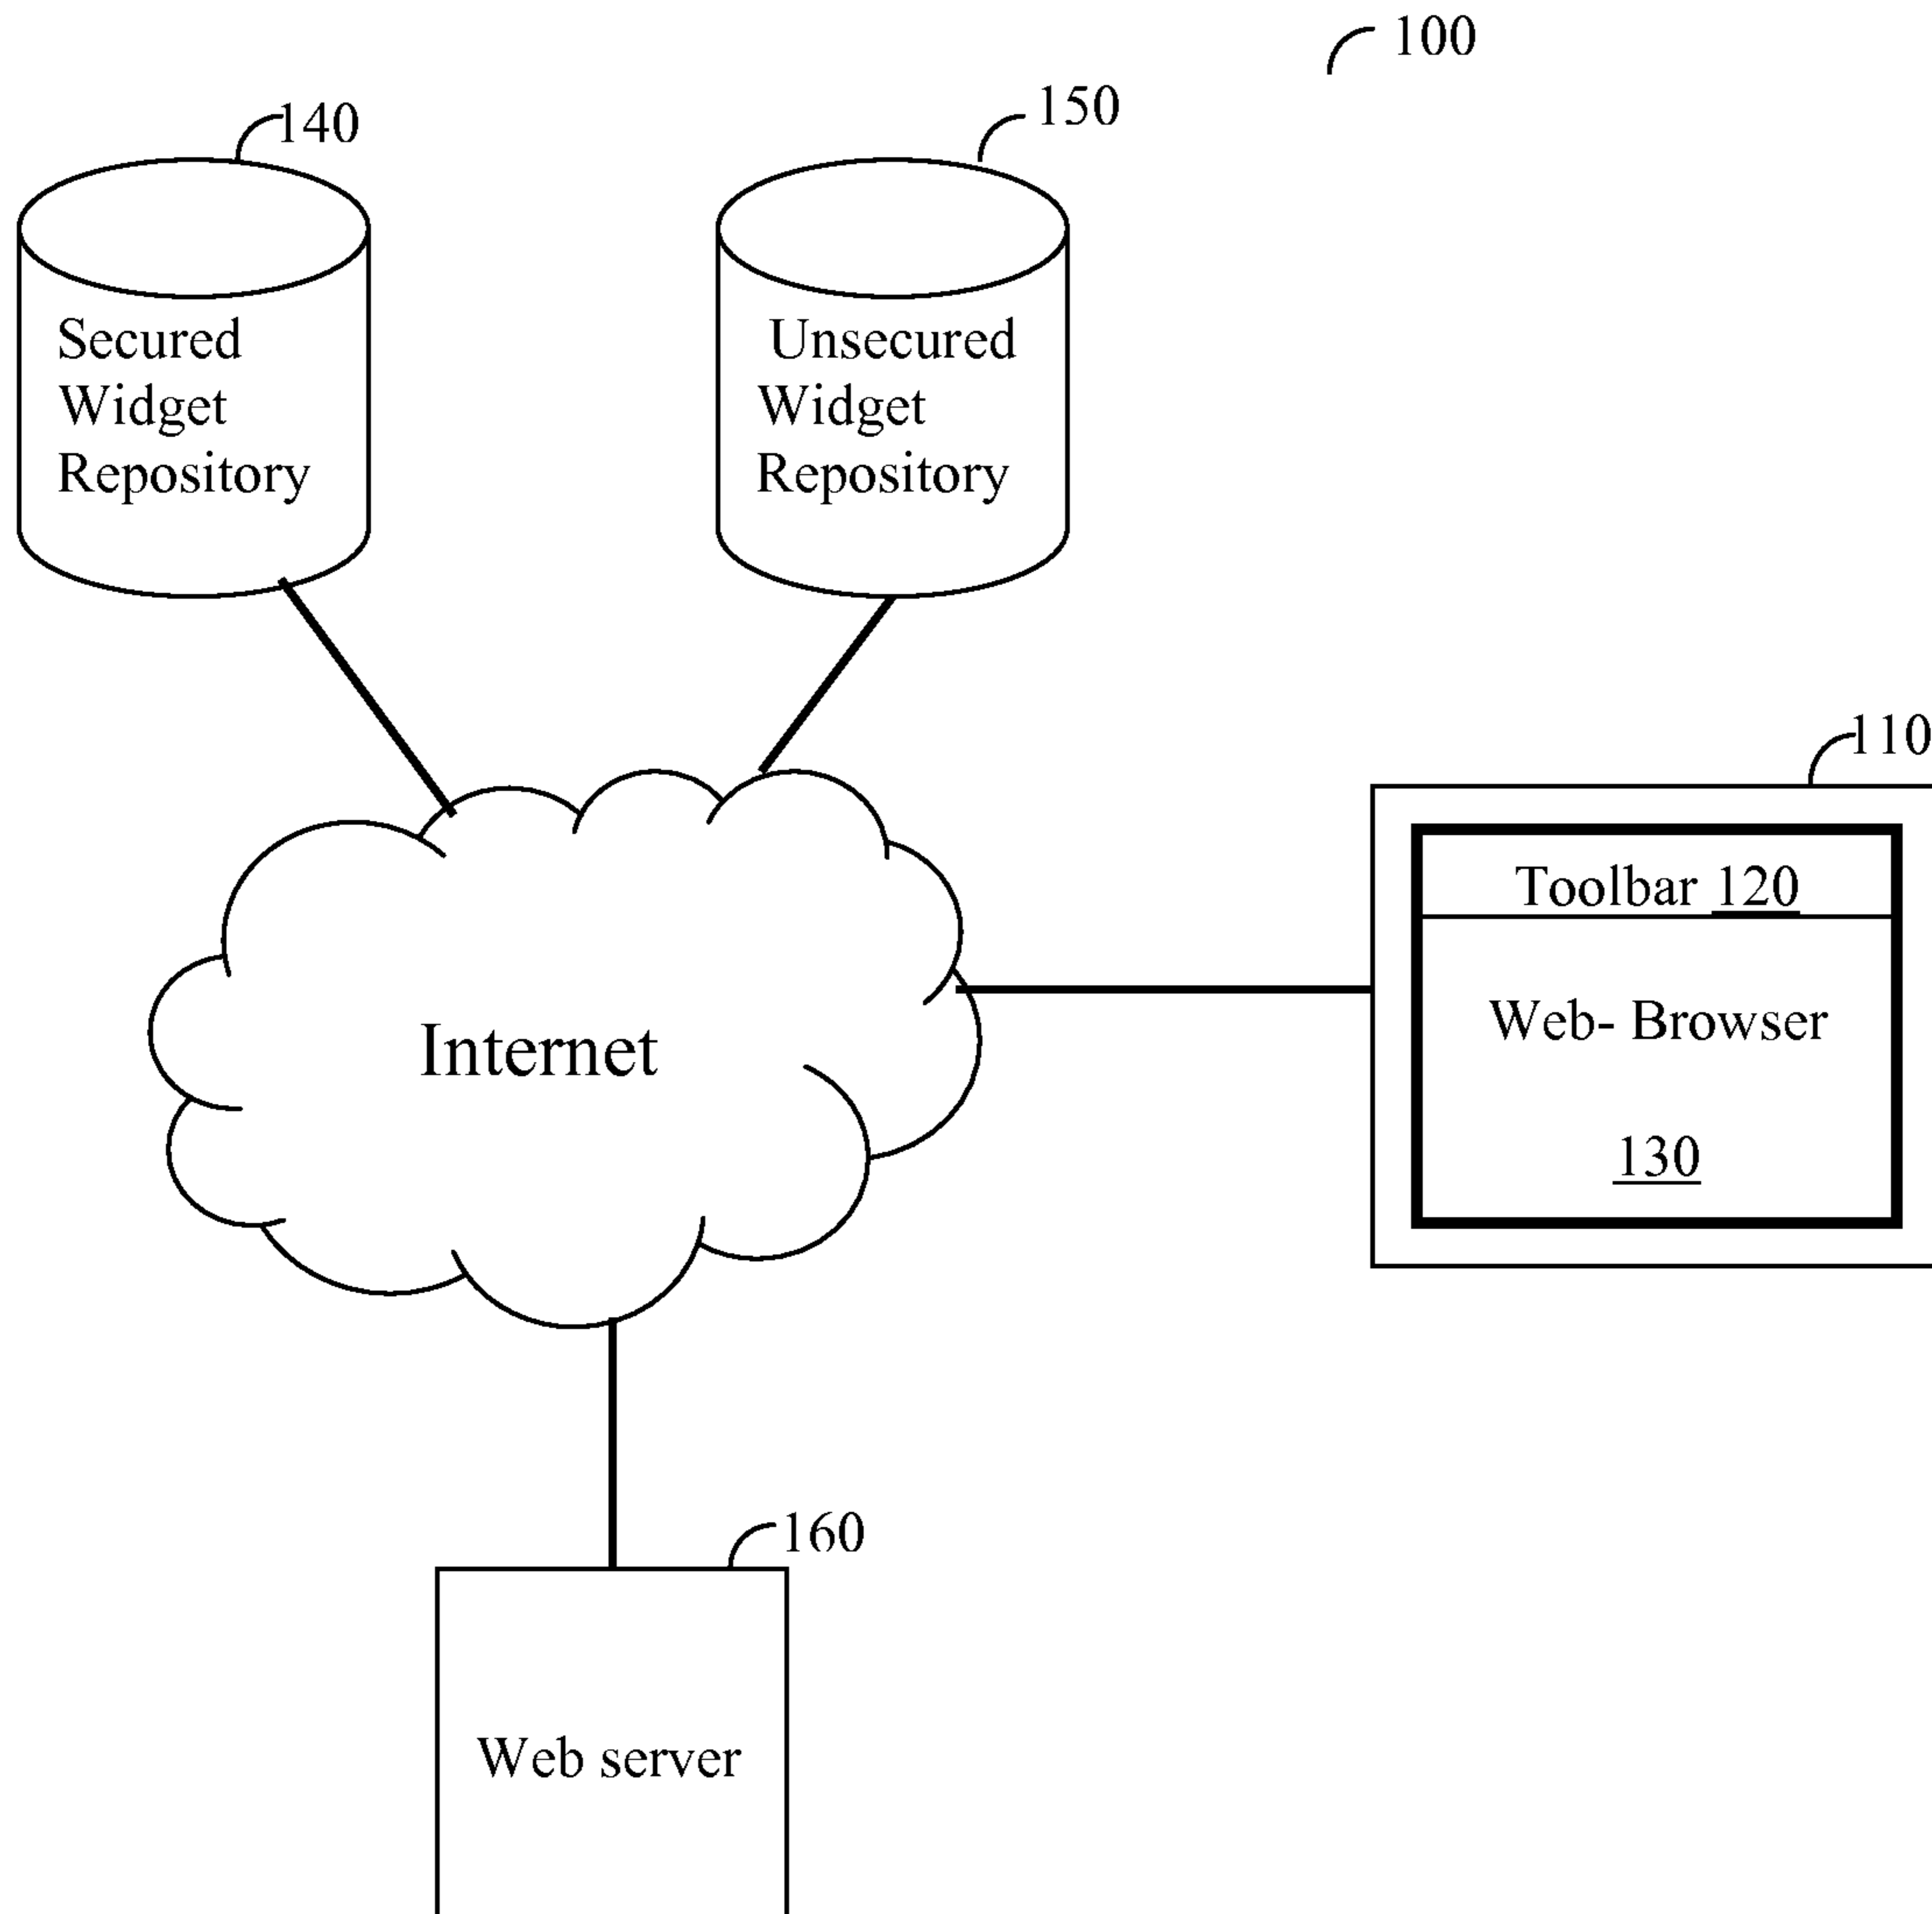 100
140
150
Secured
Widget
Repository
Unsecured
Widget
Repository
110
Toolbar 120
Web- Browser
130
Internet
160
Web server